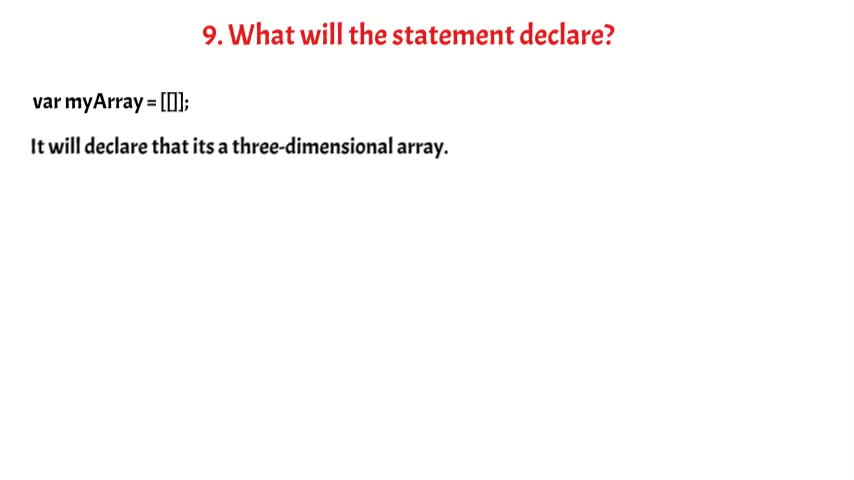 9. What will the statement declare?
var myArray = [[]];
It will declare that its a three-dimensional array.